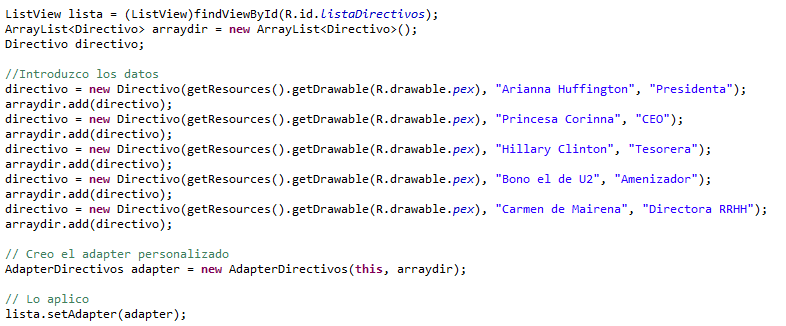 ListView lista = (ListView)findViewById(R.id.listaDirectivos);
ArrayList<Directivo> arraydir = new ArrayList<Directivo>();
Directivo directivo;

//Introduzco los datos
directivo = new Directivo(getResources().getDrawable(R.drawable.pex), "Arianna Huffington", "Presidenta");
arraydir.add(directivo);
directivo = new Directivo(getResources().getDrawable(R.drawable.pex), "Princesa Corinna", "CEO");
arraydir.add(directivo);
directivo = new Directivo(getResources().getDrawable(R.drawable.pex), "Hillary Clinton", "Tesorera");
arraydir.add(directivo);
directivo = new Directivo(getResources().getDrawable(R.drawable.pex), "Bono el de U2", "Amenizador");
arraydir.add(directivo);
directivo = new Directivo(getResources().getDrawable(R.drawable.pex), "Carmen de Mairena", "Directora RRHH");
arraydir.add(directivo);

// Creo el adapter personalizado
AdapterDirectivos adapter = new AdapterDirectivos(this, arraydir);

// Lo aplico
lista.setAdapter(adapter);